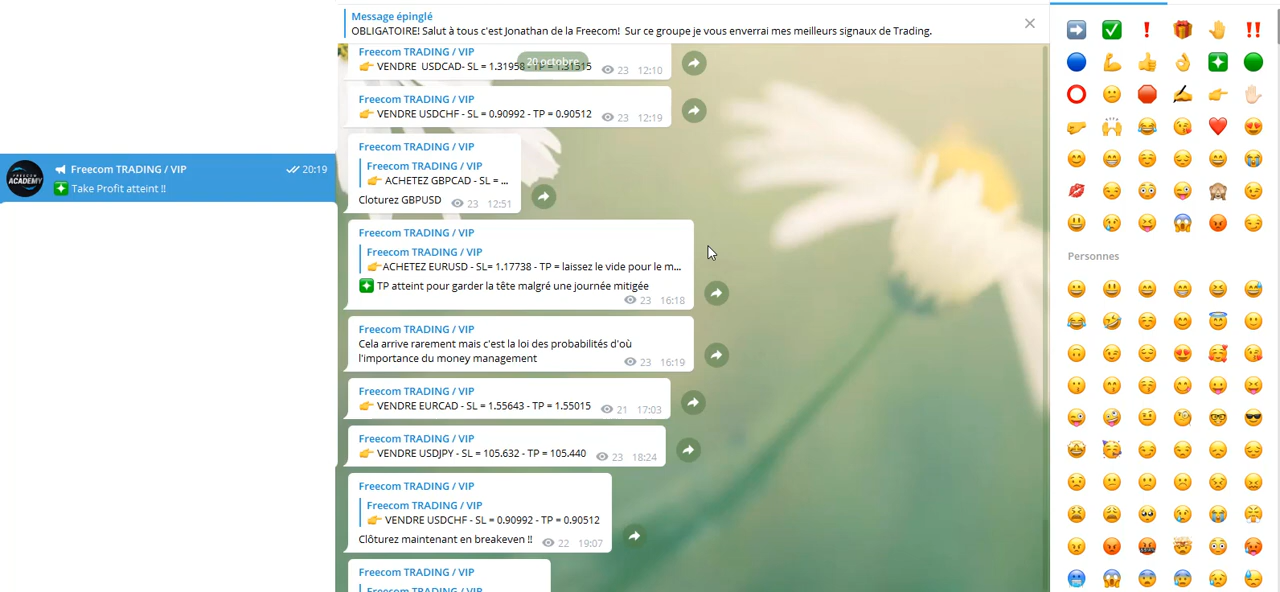 Message épinglé
OBLIGATOIRE! Salut à tous c'est Jonathan de la Freecom! Sur ce groupe je vous enverrai mes meilleurs signaux de Trading.
FREECOM
ACADEMY
Freecom TRADING / VIP
20:19
Take Profit atteint !!
Freecom TRADING / VIP
20 octobre
VENDRE USDCAD- SL = 1.31958 - TP = 1.31515
23 12:10
Freecom TRADING / VIP
VENDRE USDCHF - SL = 0.90992 - TP = 0.90512
23 12:19
Freecom TRADING / VIP
Freecom TRADING / VIP
ACHETEZ GBPCAD - SL = ...
Cloturez GBPUSD
23 12:51
Freecom TRADING / VIP
Freecom TRADING / VIP
ACHETEZ EURUSD - SL= 1.17738 - TP = laissez le vide pour le m...
TP atteint pour garder la tête malgré une journée mitigée
23 16:18
Freecom TRADING / VIP
Cela arrive rarement mais c'est la loi des probabilités d'où
l'importance du money management
23 16:19
Freecom TRADING / VIP
VENDRE EURCAD - SL = 1.55643 - TP = 1.55015
21 17:03
Freecom TRADING / VIP
VENDRE USDJPY - SL = 105.632 - TP = 105.440
23 18:24
Freecom TRADING / VIP
Freecom TRADING / VIP
VENDRE USDCHF - SL = 0.90992 - TP = 0.90512
Clôturez maintenant en breakeven !!
22 19:07
Freecom TRADING / VIP
Freecom TRADING / VIP
Personnes